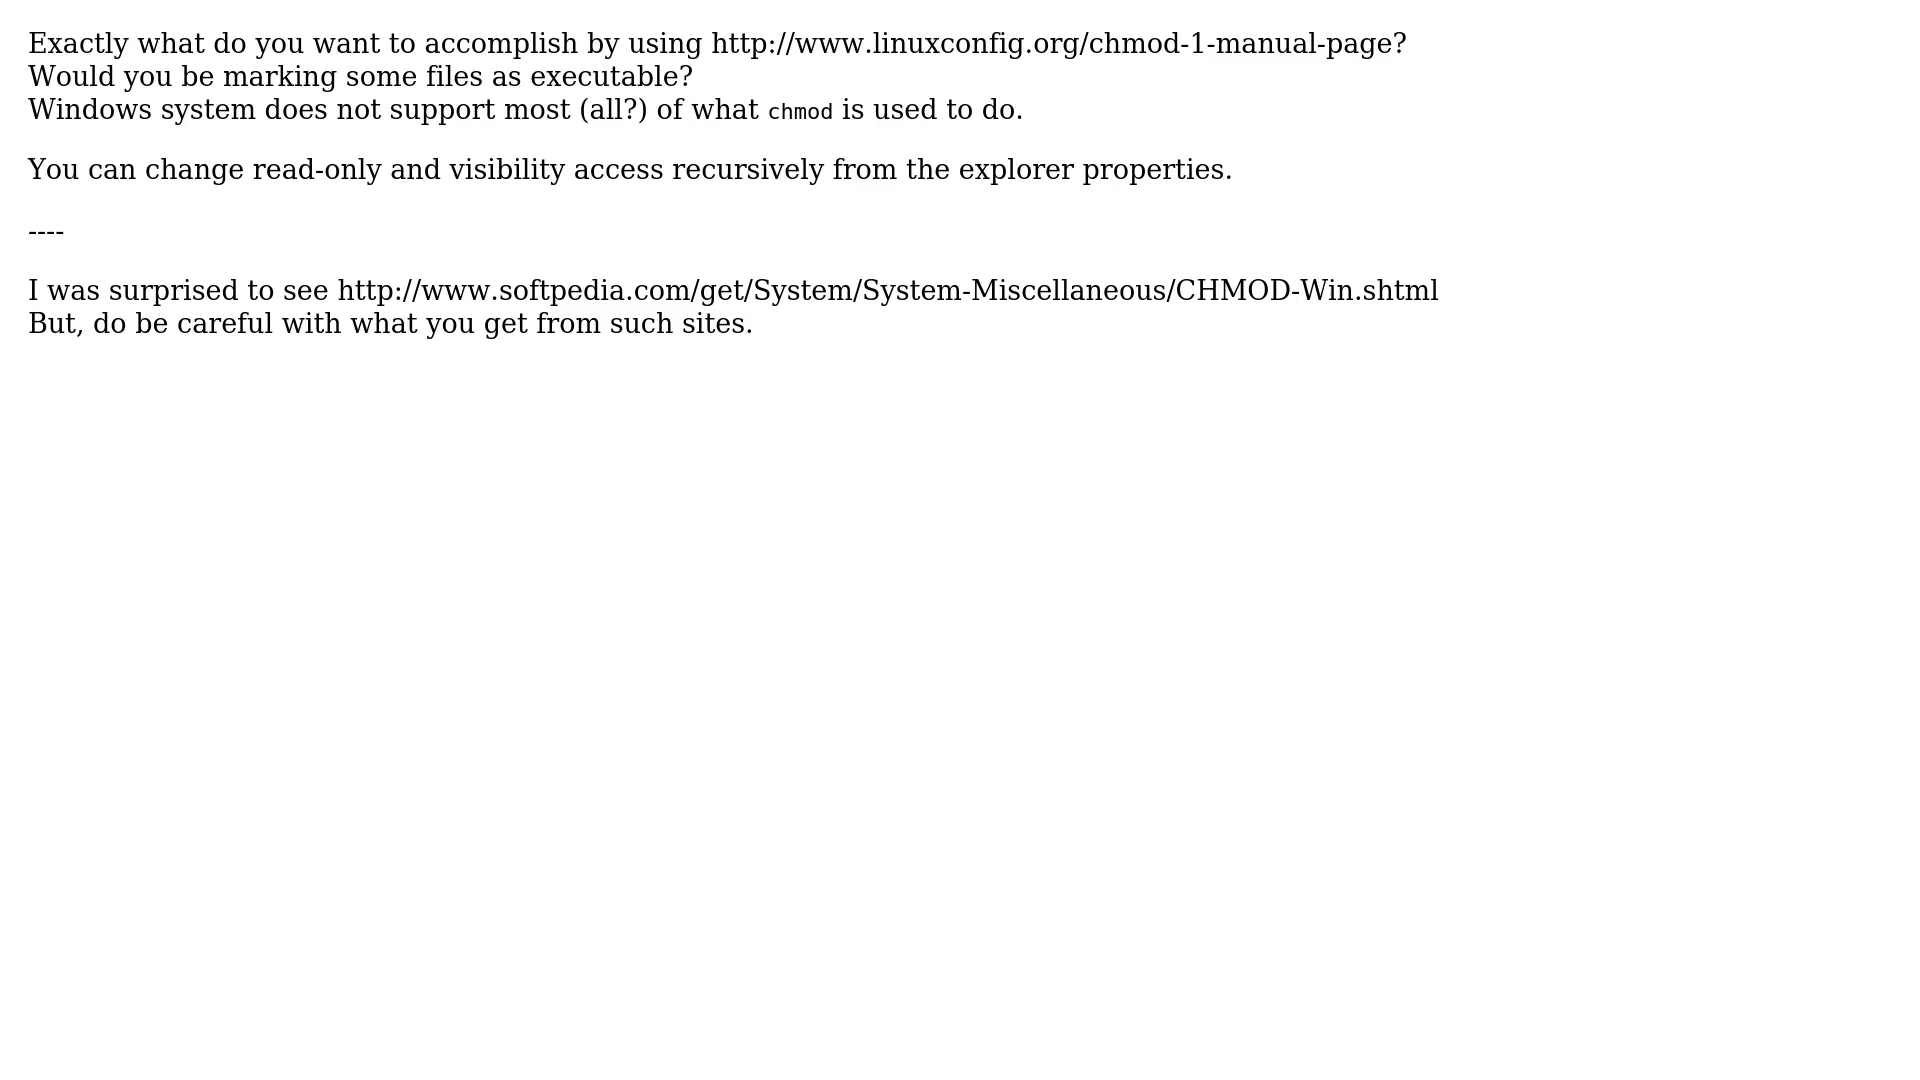 Exactly what do you want to accomplish by using http://www.linuxconfig.org/chmod-1-manual-page?
Would you be marking some files as executable?
Windows system does not support most (all?) of what chmod is used to do.
You can change read-only and visibility access recursively from the explorer properties.
----
I was surprised to see http://www.softpedia.com/get/System/System-Miscellaneous/CHMOD-Win.shtml
But, do be careful with what you get from such sites.